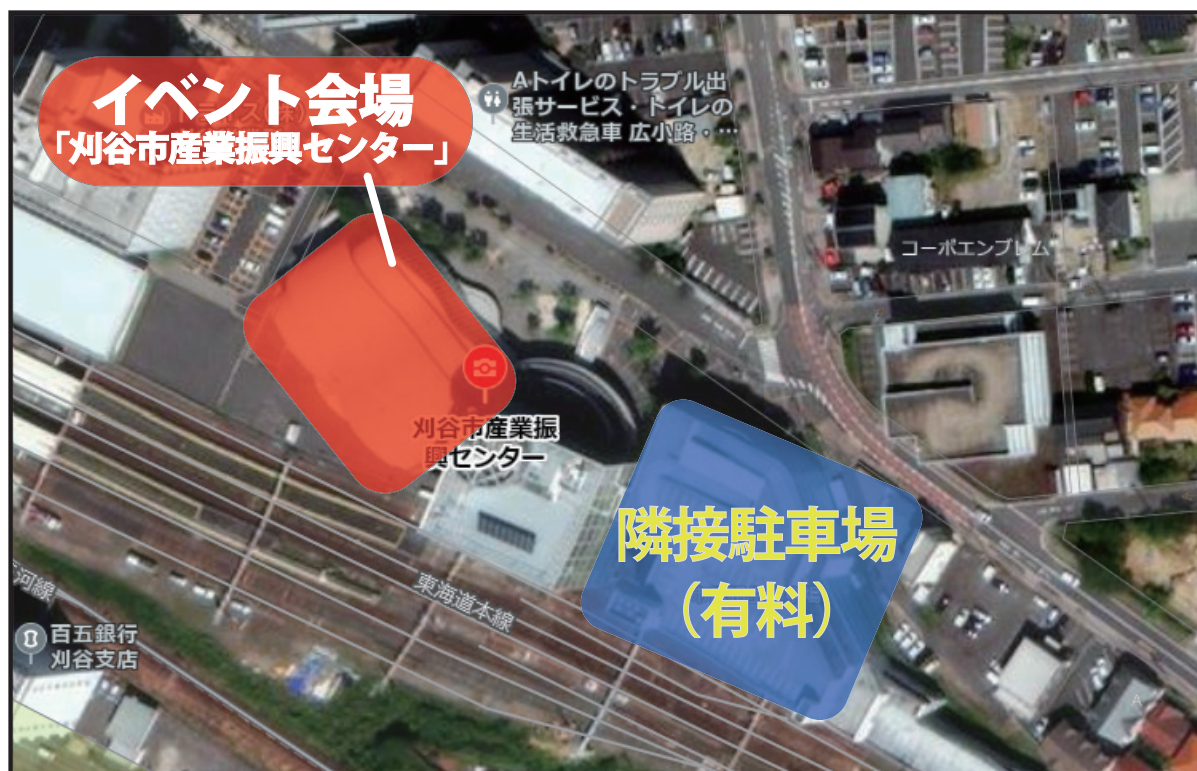 イベント会場
「刈谷市産業振興センター」
Aトイレのトラブル出
張サービス・トイレの
生活救急車 広小路・…
コーポエンブレム
刈谷市産業振
興センター
隣接駐車場
(有料)
東海道本線
河線
百五銀行
刈谷支店